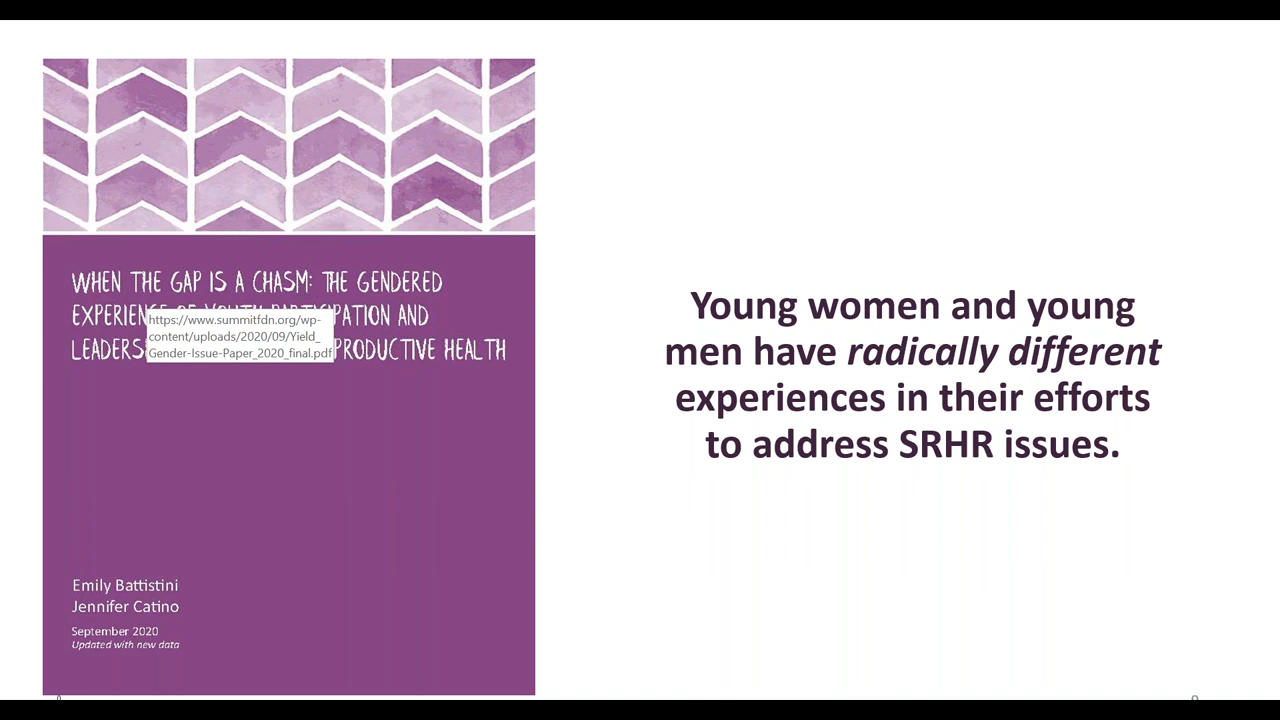 WHEN THE GAP IS A CHASM: THE GENDERED
EXPERIEN PATION AND
LEADERS PRODUCTIVE HEALTH
https://www.summitfdn.org/wp-
content/uploads/2020/09/Yield_
Gender-Issue-Paper_2020_final.pdf
Emily Battistini
Jennifer Catino
September 2020
Updated with new data
Young women and young
men have radically different
experiences in their efforts
to address SRHR issues.